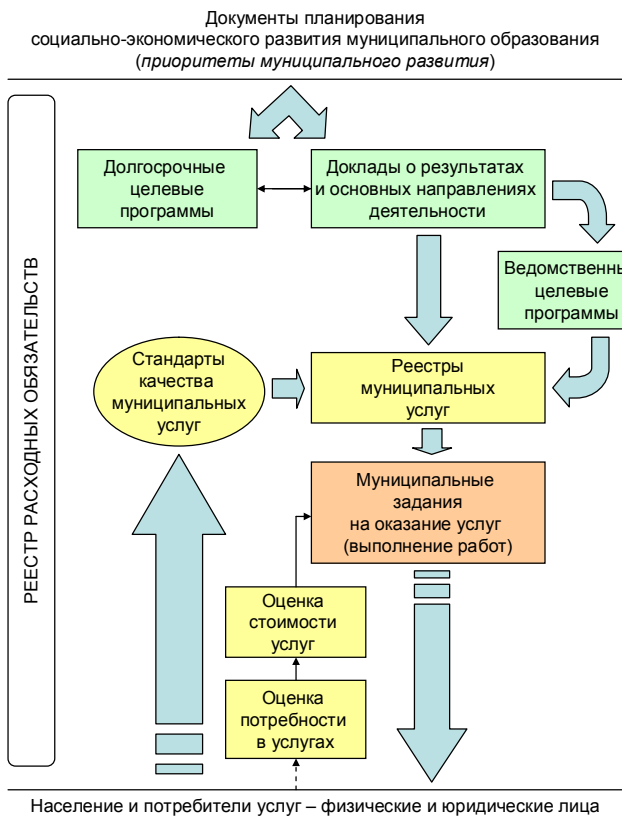 Документы планирования
социально-экономического развития муниципального образования
(приоритеты муниципального развития)
РЕЕСТР РАСХОДНЫХ ОБЯЗАТЕЛЬСТВ
Долгосрочные
целевые
программы
Доклады о результатах
и основных направлениях
деятельности
Ведомственны
целевые
программы
Стандарты
качества
муниципальных
услуг
Реестры
муниципальных
услуг
Муниципальные
задания
на оказание услуг
(выполнение работ)
Оценка
стоимости
услуг
Оценка
потребности
в услугах
Население и потребители услуг – физические и юридические лица